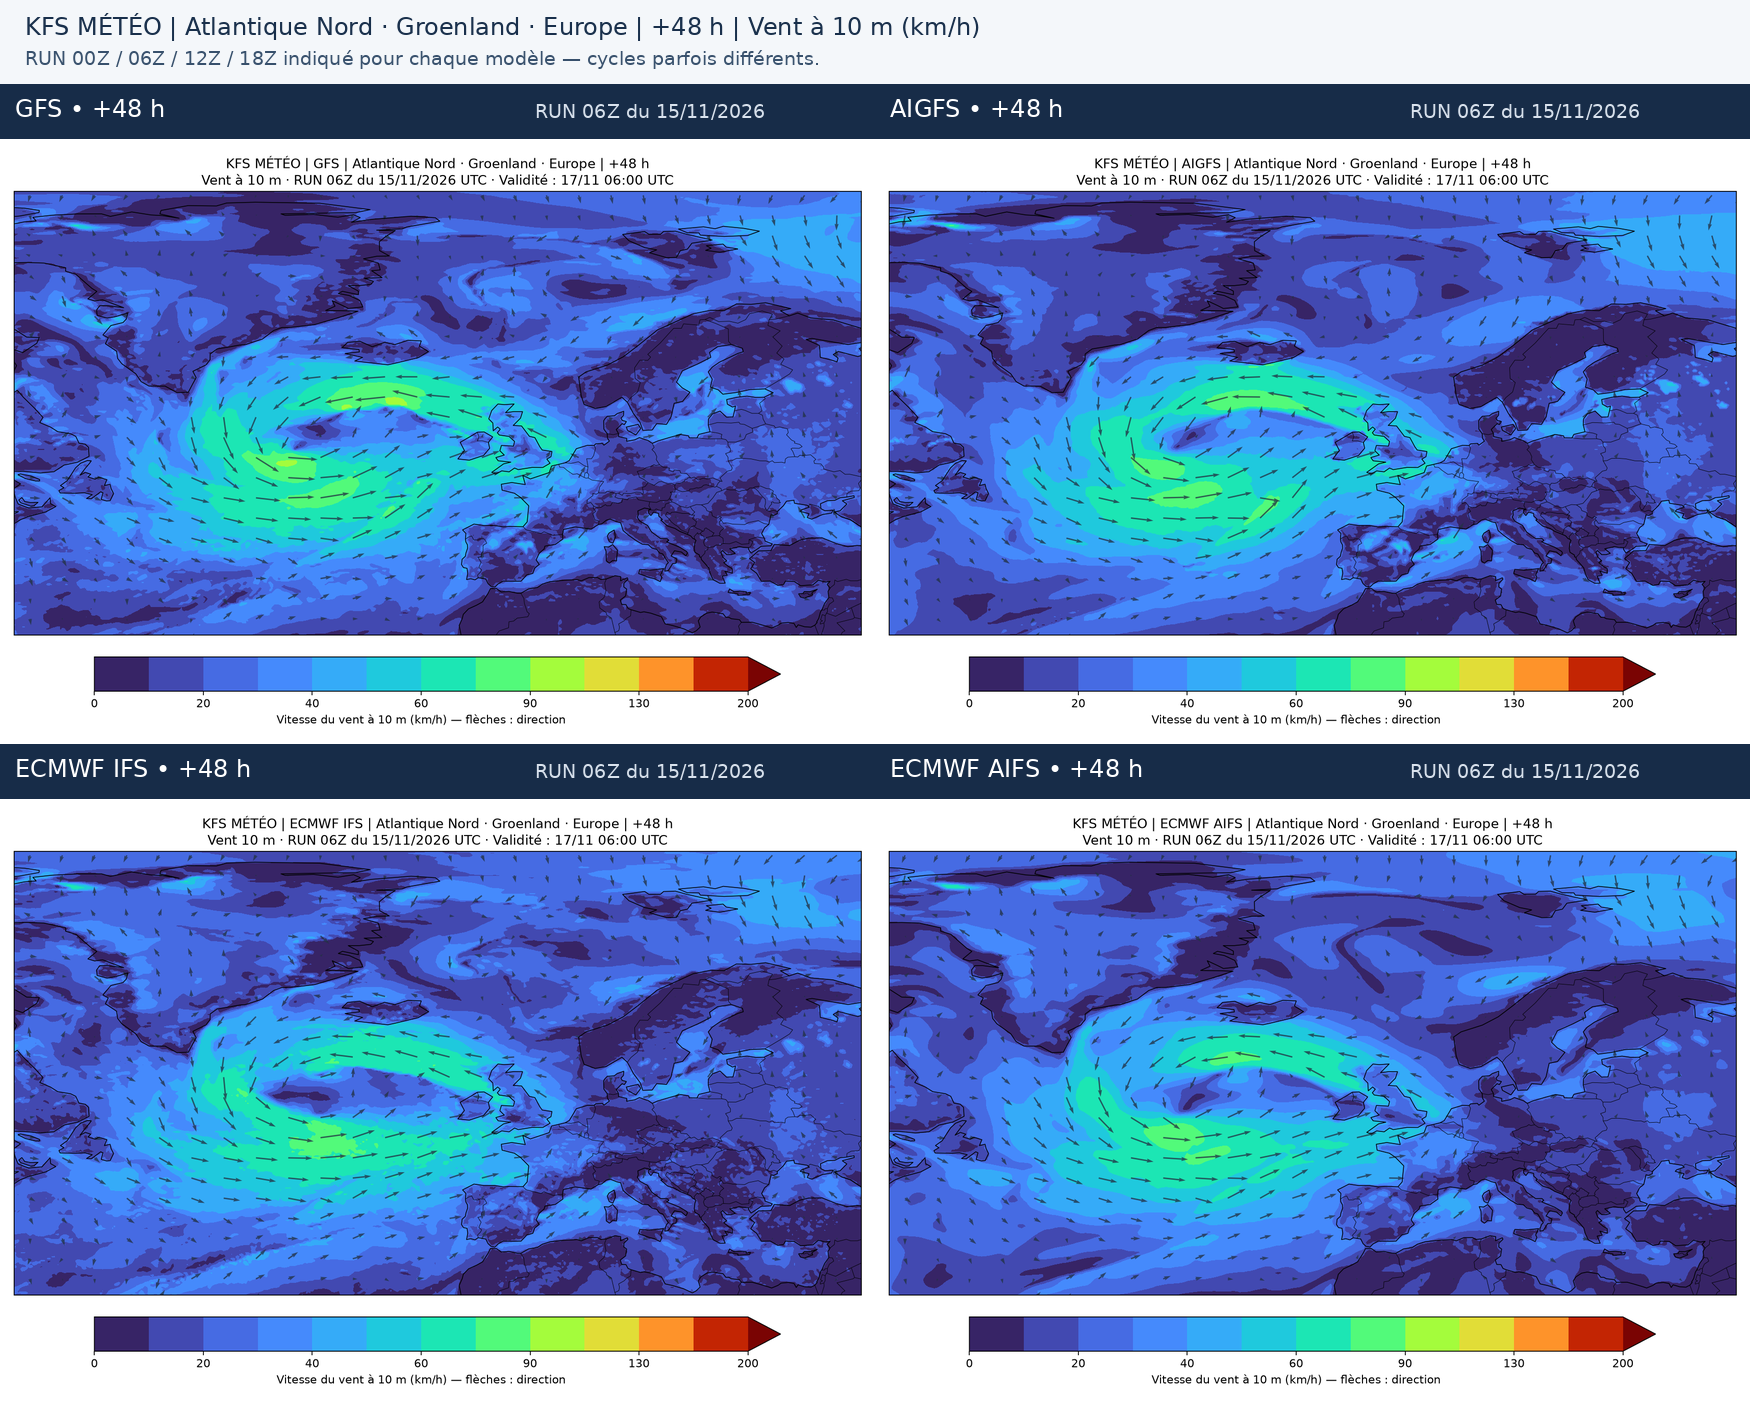 KFS MÉTÉO | Atlantique Nord · Groenland · Europe | +48 h | Vent à 10 m (km/h)
RUN 00Z / 06Z / 12Z / 18Z indiqué pour chaque modèle — cycles parfois différents.
GFS • +48 h
RUN 06Z du 15/11/2026
KFS MÉTÉO | GFS | Atlantique Nord · Groenland · Europe | +48 h
Vent à 10 m · RUN 06Z du 15/11/2026 UTC · Validité : 17/11 06:00 UTC
0 20 40 60 90 130 200
Vitesse du vent à 10 m (km/h) — flèches : direction
AIGFS • +48 h
RUN 06Z du 15/11/2026
KFS MÉTÉO | AIGFS | Atlantique Nord · Groenland · Europe | +48 h
Vent à 10 m · RUN 06Z du 15/11/2026 UTC · Validité : 17/11 06:00 UTC
0 20 40 60 90 130 200
Vitesse du vent à 10 m (km/h) — flèches : direction
ECMWF IFS • +48 h
RUN 06Z du 15/11/2026
KFS MÉTÉO | ECMWF IFS | Atlantique Nord · Groenland · Europe | +48 h
Vent 10 m · RUN 06Z du 15/11/2026 UTC · Validité : 17/11 06:00 UTC
0 20 40 60 90 130 200
Vitesse du vent à 10 m (km/h) — flèches : direction
ECMWF AIFS • +48 h
RUN 06Z du 15/11/2026
KFS MÉTÉO | ECMWF AIFS | Atlantique Nord · Groenland · Europe | +48 h
Vent 10 m · RUN 06Z du 15/11/2026 UTC · Validité : 17/11 06:00 UTC
0 20 40 60 90 130 200
Vitesse du vent à 10 m (km/h) — flèches : direction